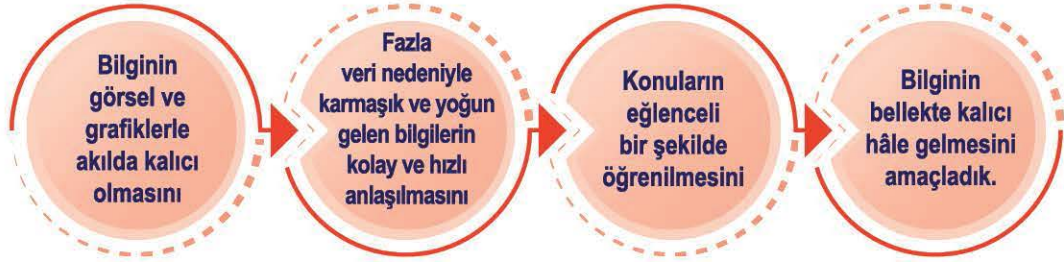 Bilginin
görsel ve
grafiklerle
akılda kalıcı
olmasını
Fazla
veri nedeniyle
karmaşık ve yoğun
gelen bilgilerin
kolay ve hızlı
anlaşılmasını
Konuların
eğlenceli
bir şekilde
öğrenilmesini
Bilginin
bellekte kalıcı
hâle gelmesini
amaçladık.